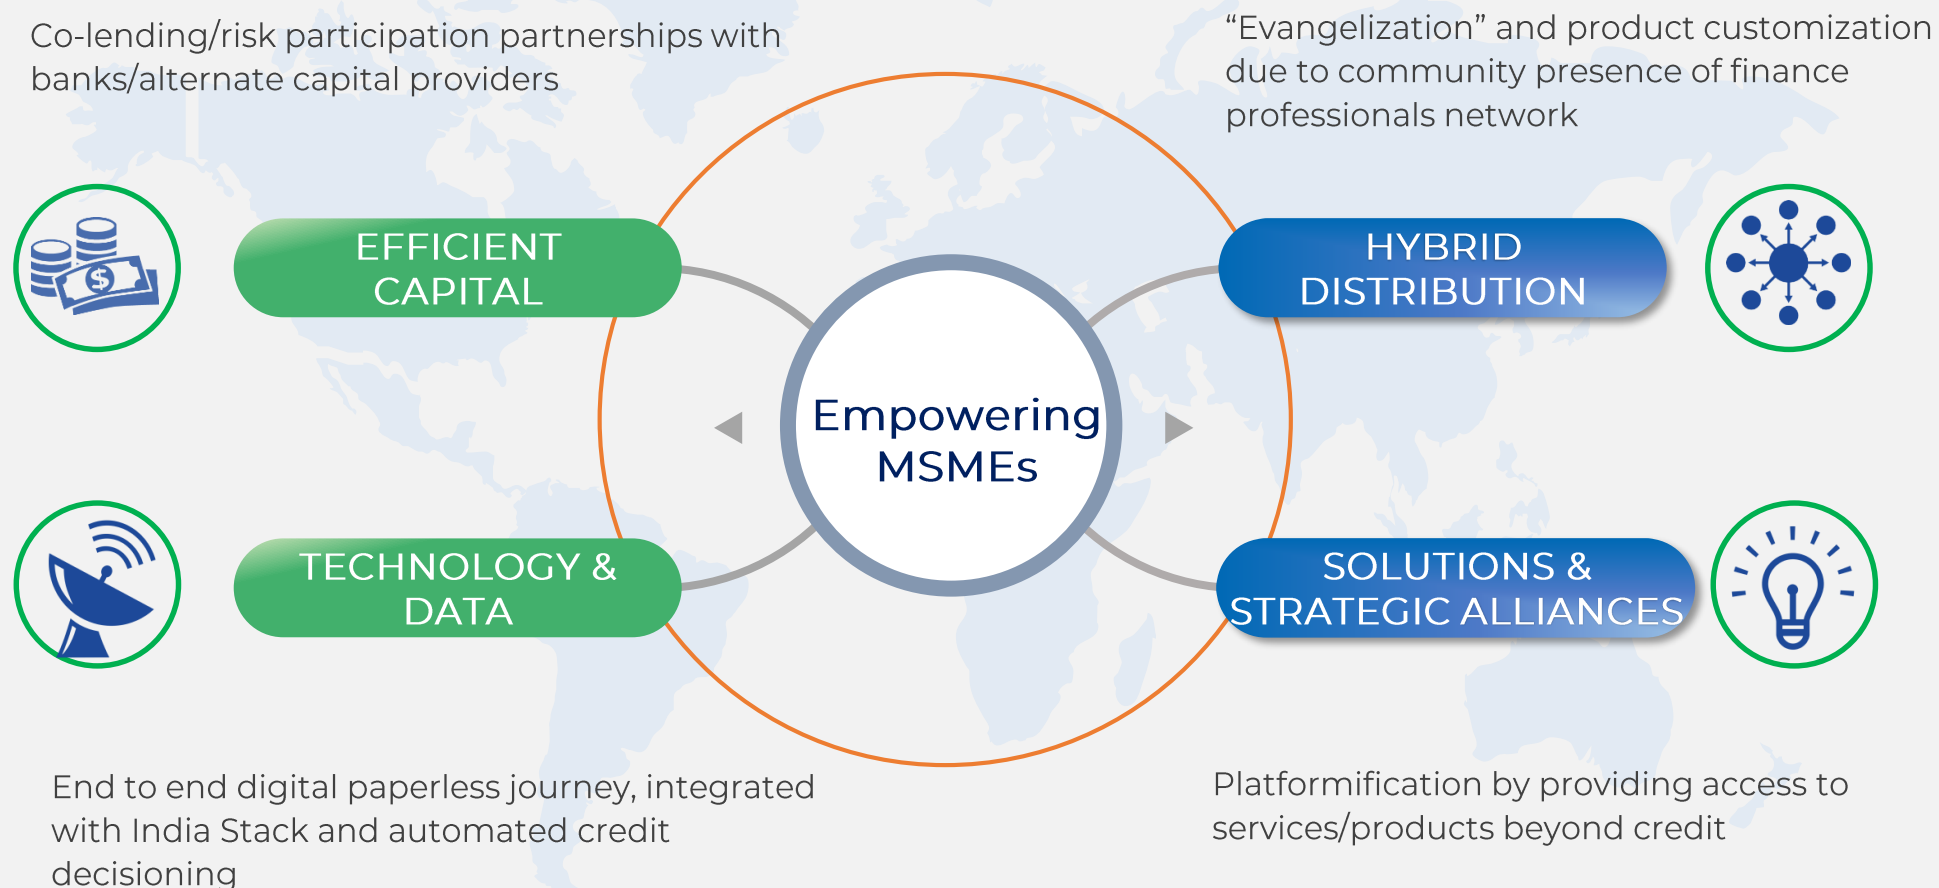 Co-lending/risk participation partnerships with
banks/alternate capital providers
“Evangelization” and product customization
due to community presence of finance
professionals network
EFFICIENT
CAPITAL
HYBRID
DISTRIBUTION
Empowering
MSMEs
TECHNOLOGY &
DATA
SOLUTIONS &
STRATEGIC ALLIANCES
End to end digital paperless journey, integrated
with India Stack and automated credit
decisioning
Platformification by providing access to
services/products beyond credit